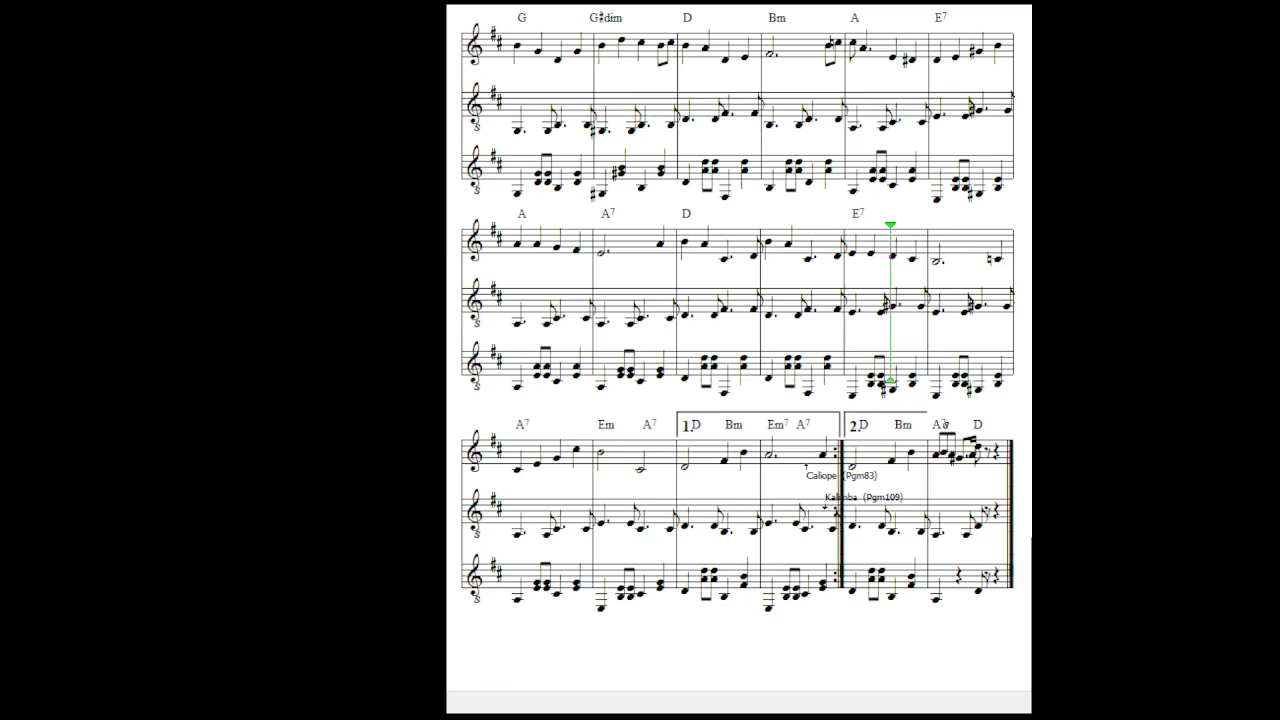 G G#dim D Bm A E7
A A7 D E7
A7 Em A7 1. D Bm Em7 A7 2. D Bm A7 D
Caliope (Pgm83)
Kalimba (Pgm109)